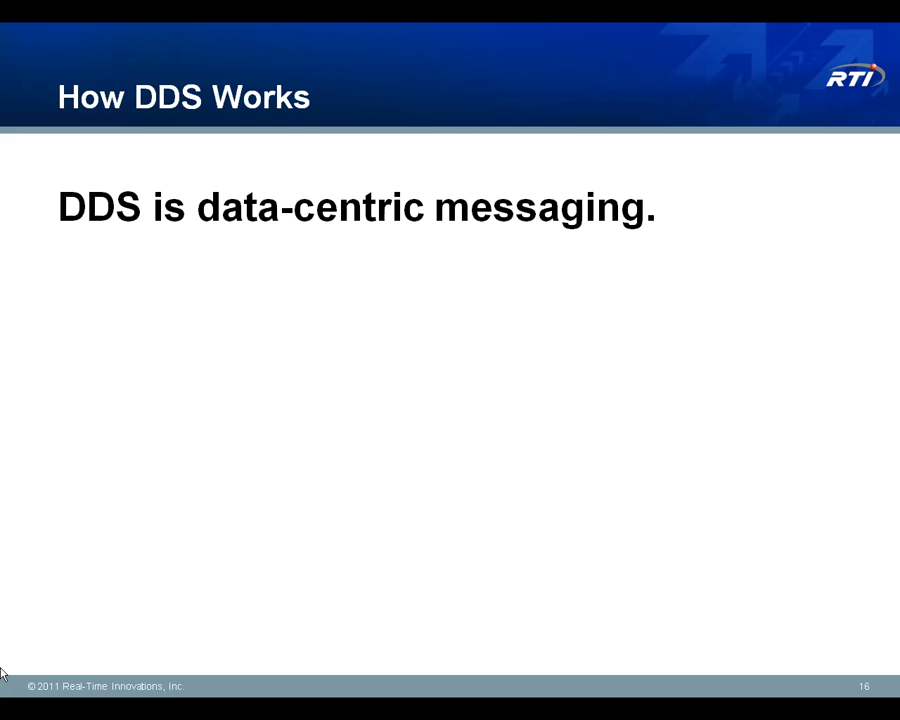 How DDS Works
RTI
DDS is data-centric messaging.
© 2011 Real-Time Innovations, Inc.
16